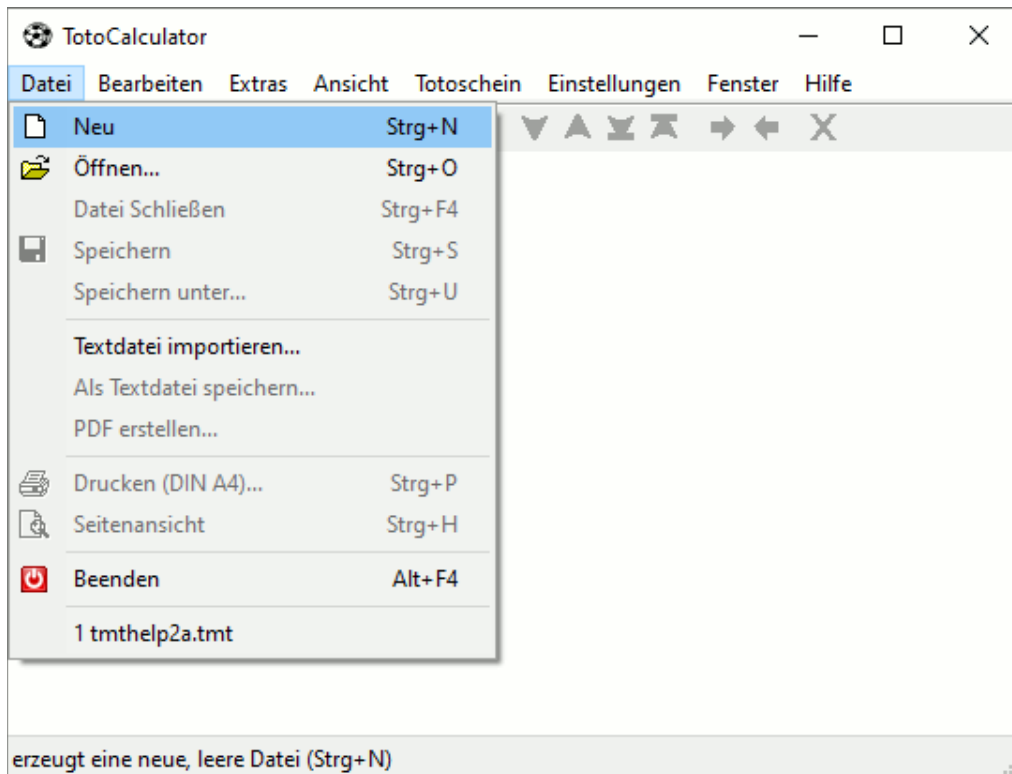 TotoCalculator
Datei Bearbeiten Extras Ansicht Totoschein Einstellungen Fenster Hilfe
Neu Strg+N
Öffnen... Strg+O
Datei Schließen Strg+F4
Speichern Strg+S
Speichern unter... Strg+U
Textdatei importieren...
Als Textdatei speichern...
PDF erstellen...
Drucken (DIN A4)... Strg+P
Seitenansicht Strg+H
Beenden Alt+F4
1 tmthelp2a.tmt
erzeugt eine neue, leere Datei (Strg+N)